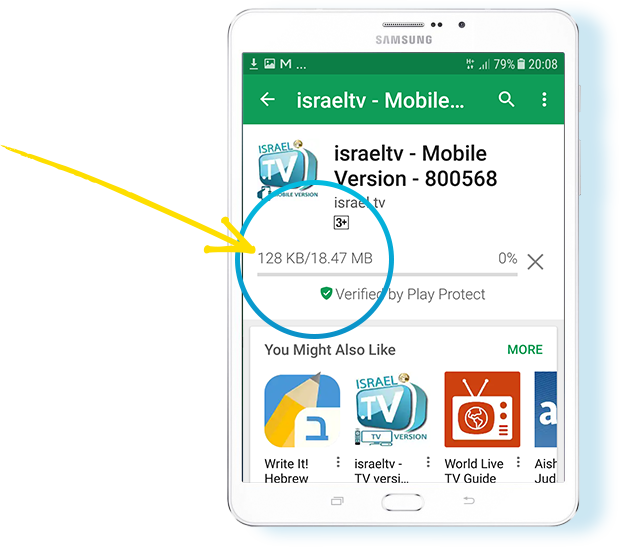 SAMSUNG
M ... H+ 79% 20:08
israeltv - Mobile...
ISRAEL
TV
MOBILE VERSION
israeltv - Mobile
Version - 800568
israel.tv
3+
128 KB/18.47 MB 0%
Verified by Play Protect
You Might Also Like MORE
ב
ISRAEL
TV
TV VERSION
a
Write It!
Hebrew
israeltv -
TV versi...
World Live
TV Guide
Aish
Jud